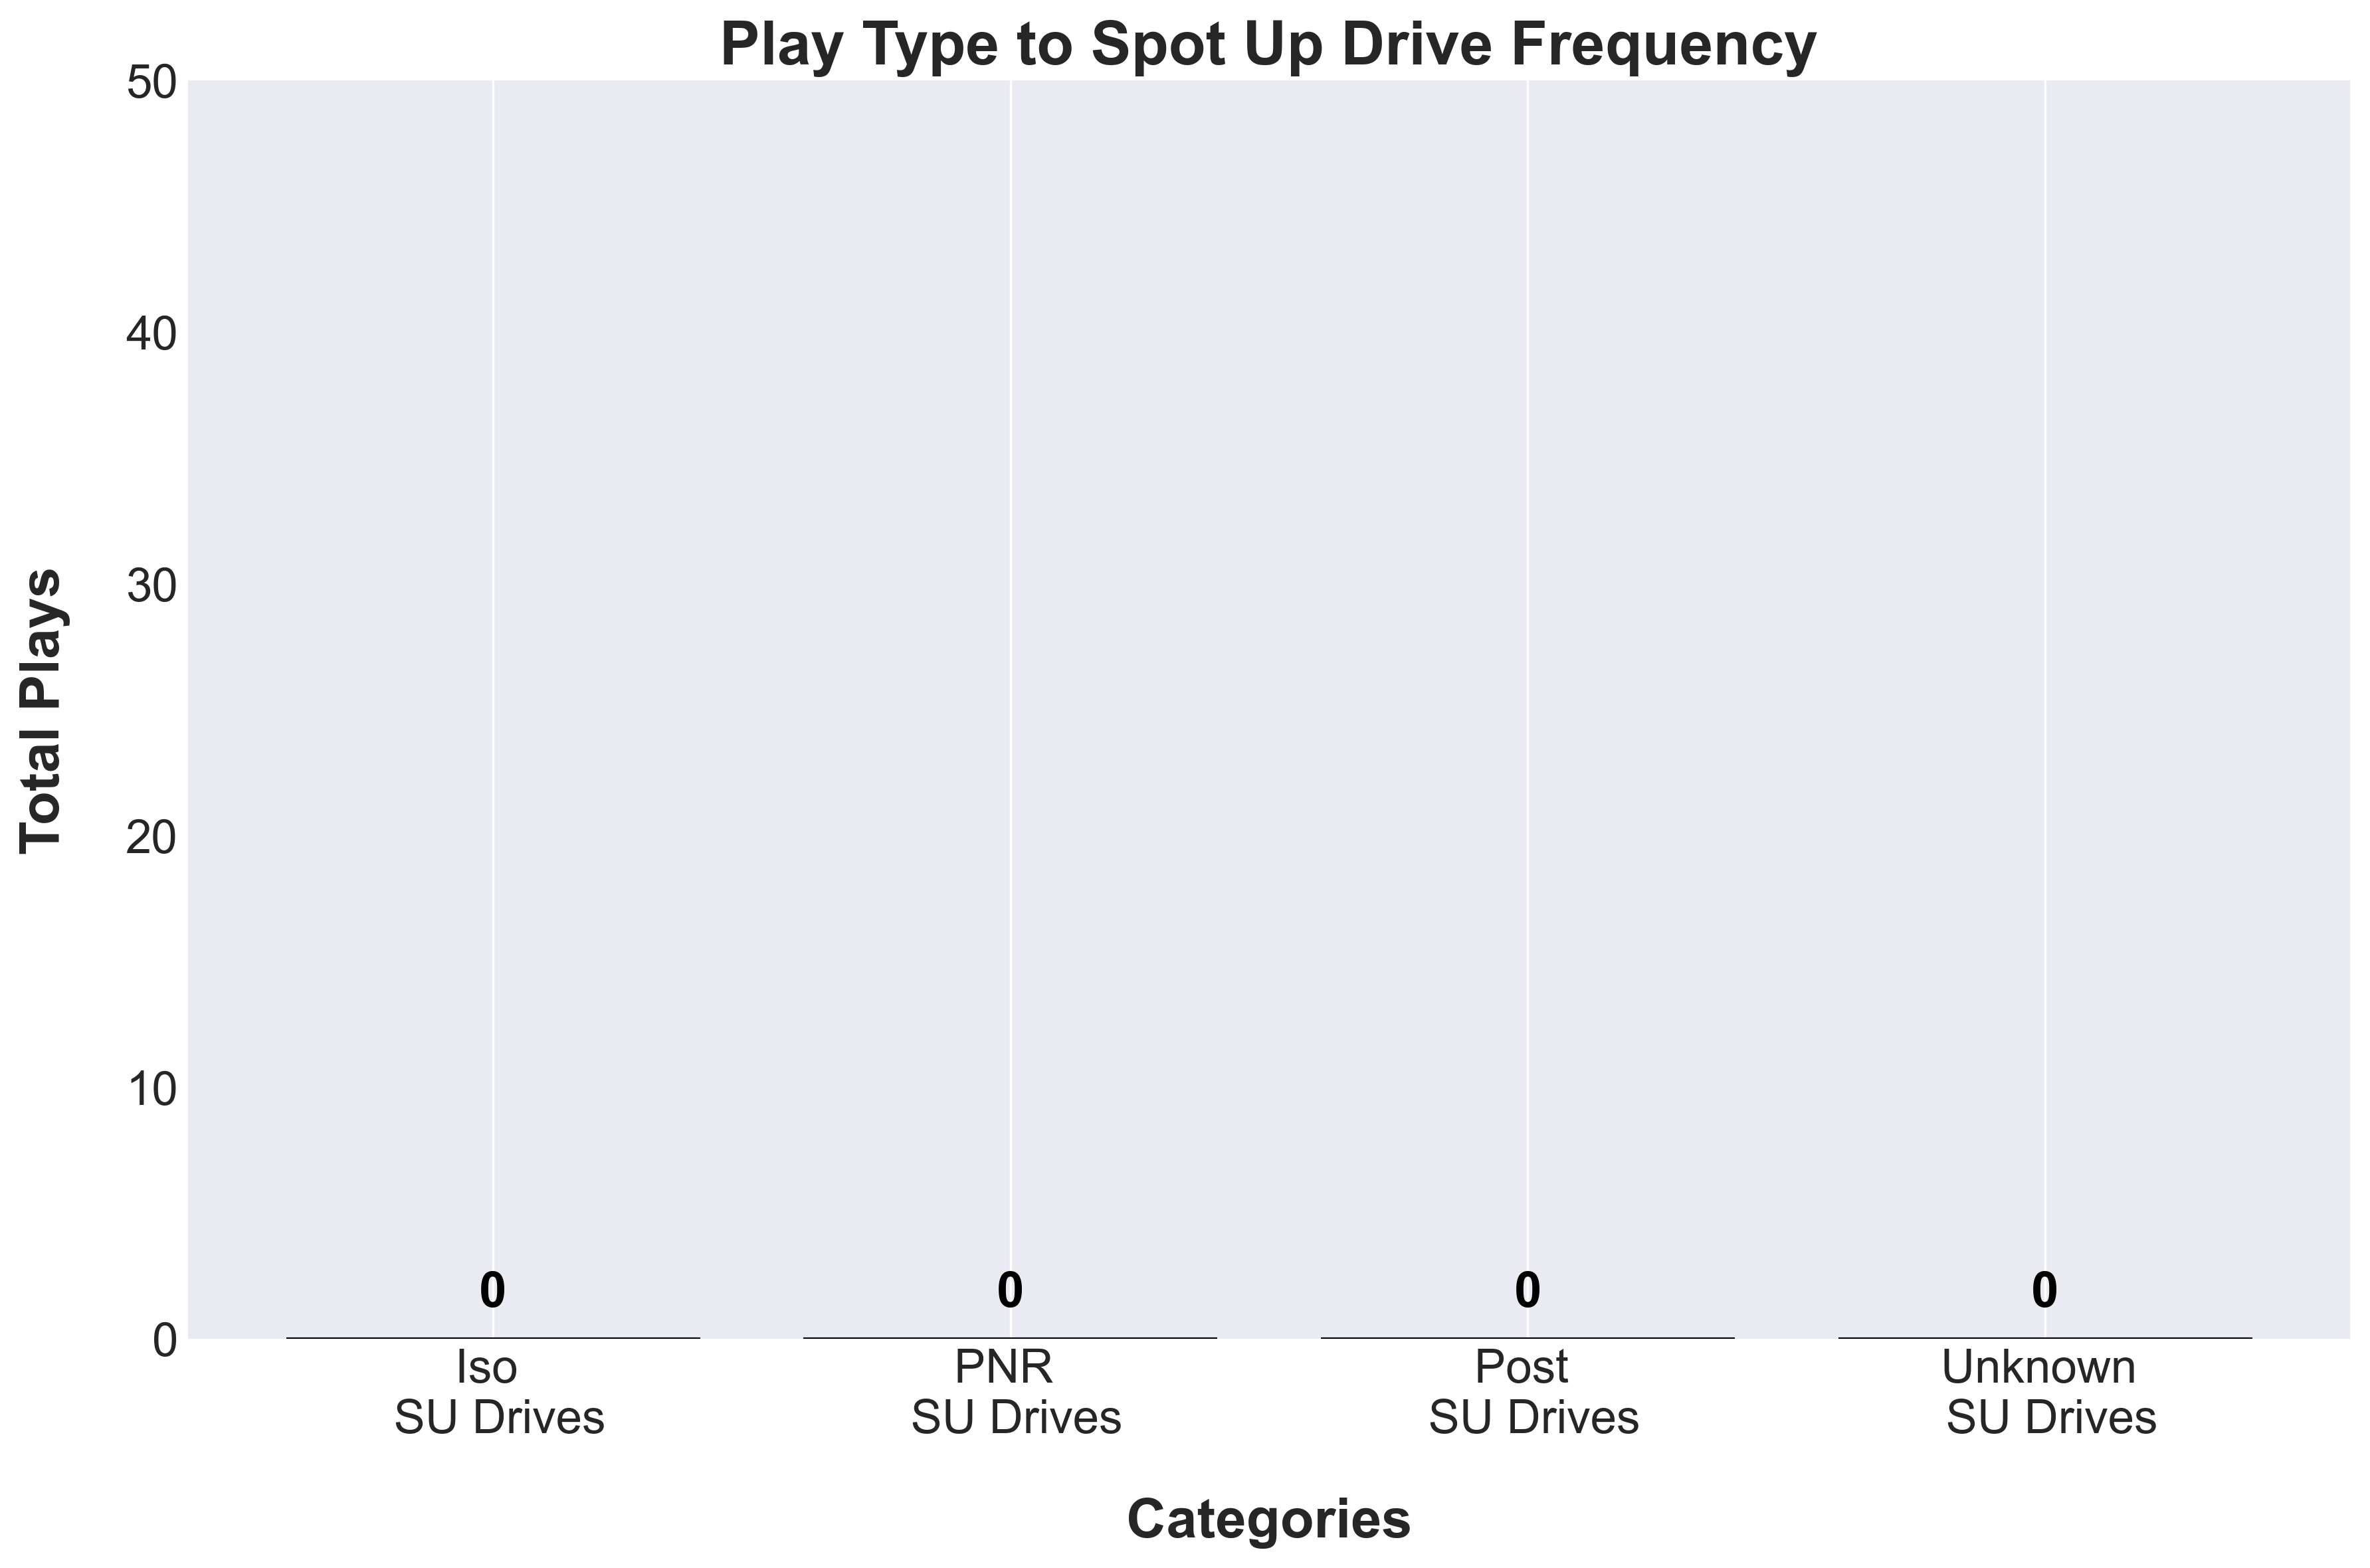 Play Type to Spot Up Drive Frequency
50
40
30
20
10
0
Total Plays
0 0 0 0
Iso PNR Post Unknown
SU Drives SU Drives SU Drives SU Drives
Categories